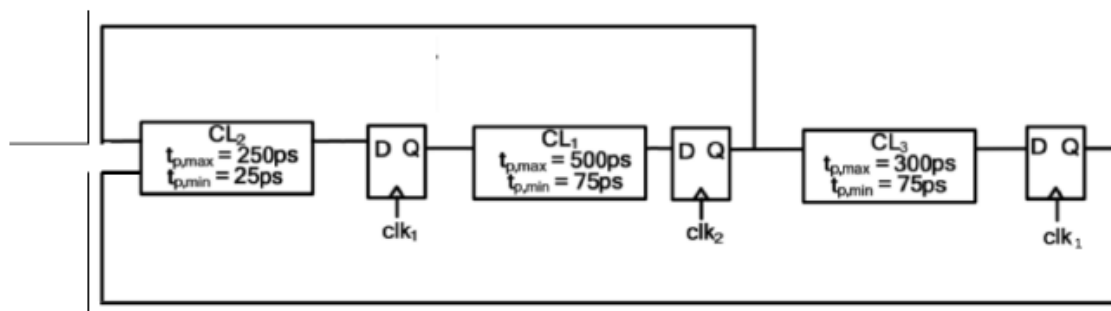 CL₂
tp,max = 250ps
tp,min = 25ps
D Q
clk₁
CL₁
tp,max = 500ps
tp,min = 75ps
D Q
clk₂
CL₃
tp,max = 300ps
tp,min = 75ps
D Q
clk₁